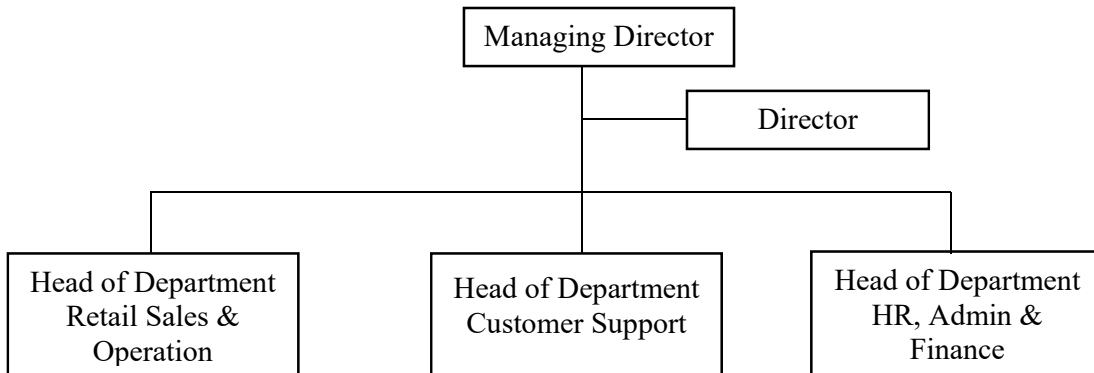 Managing Director
Director
Head of Department
Retail Sales &
Operation
Head of Department
Customer Support
Head of Department
HR, Admin &
Finance